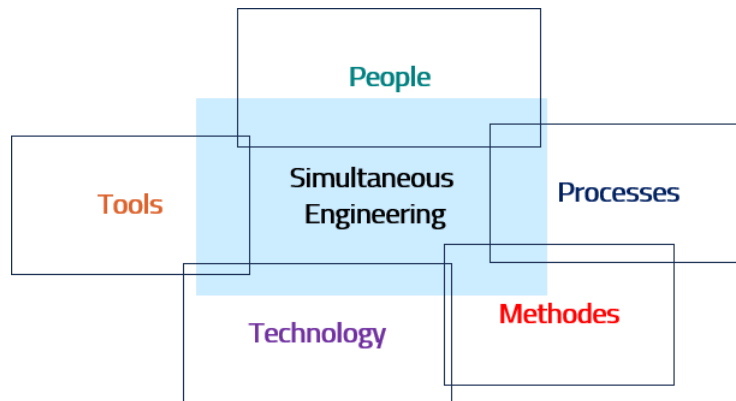 People
Simultaneous
Engineering
Tools
Processes
Technology
Methodes